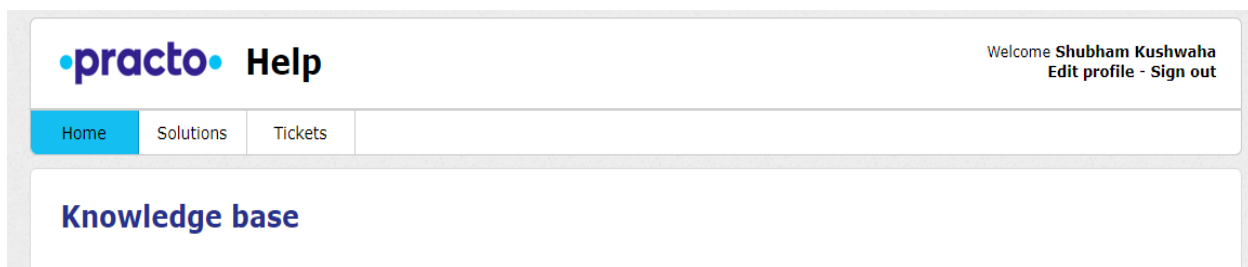 practo Help
Welcome Shubham Kushwaha
Edit profile - Sign out
Home Solutions Tickets
Knowledge base